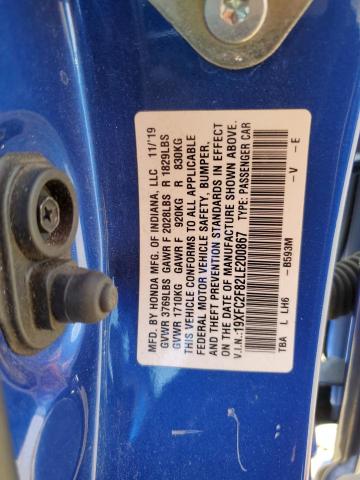 MFD. BY HONDA MFG. OF INDIANA, LLC 11/19
GVWR 3769LBS GAWR F 2028LBS R 1829LBS
GVWR 1710KG GAWR F 920KG R 830KG
THIS VEHICLE CONFORMS TO ALL APPLICABLE
FEDERAL MOTOR VEHICLE SAFETY, BUMPER,
AND THEFT PREVENTION STANDARDS IN EFFECT
ON THE DATE OF MANUFACTURE SHOWN ABOVE.
V.I.N.:19XFC2F82LE200867 TYPE: PASSENGER CAR
-B593M -V -E
TBA L LH6